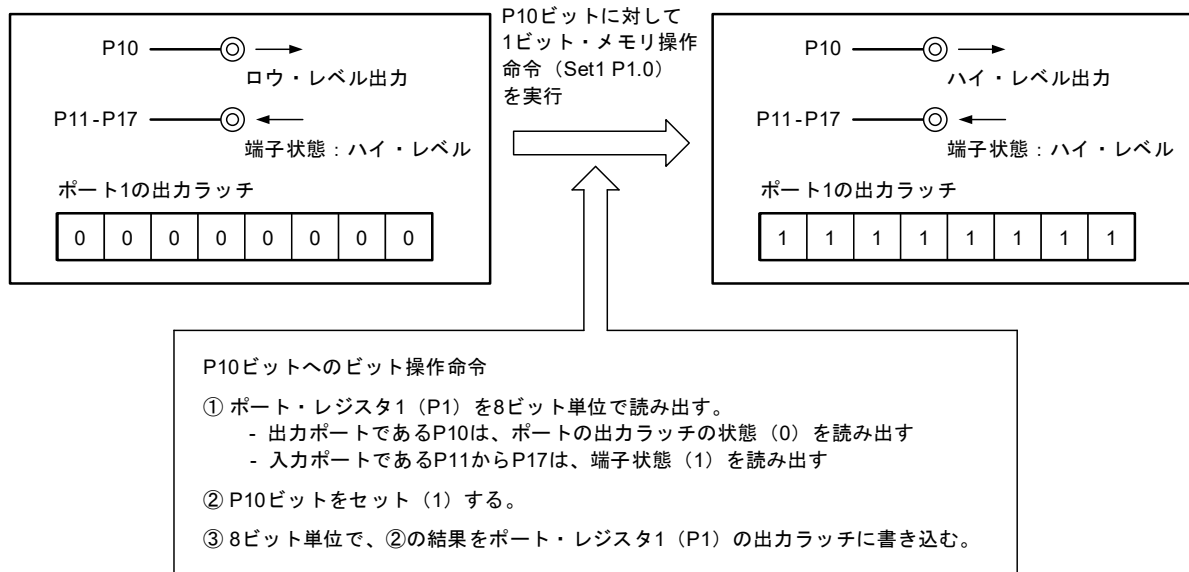 P10
ロウ・レベル出力
P11-P17
端子状態：ハイ・レベル
ポート1の出力ラッチ
0 0 0 0 0 0 0 0
P10ビットに対して
1ビット・メモリ操作
命令（Set1 P1.0）
を実行
P10
ハイ・レベル出力
P11-P17
端子状態：ハイ・レベル
ポート1の出力ラッチ
1 1 1 1 1 1 1 1
P10ビットへのビット操作命令
① ポート・レジスタ1（P1）を8ビット単位で読み出す。
- 出力ポートであるP10は、ポートの出力ラッチの状態（0）を読み出す
- 入力ポートであるP11からP17は、端子状態（1）を読み出す
② P10ビットをセット（1）する。
③ 8ビット単位で、②の結果をポート・レジスタ1（P1）の出力ラッチに書き込む。